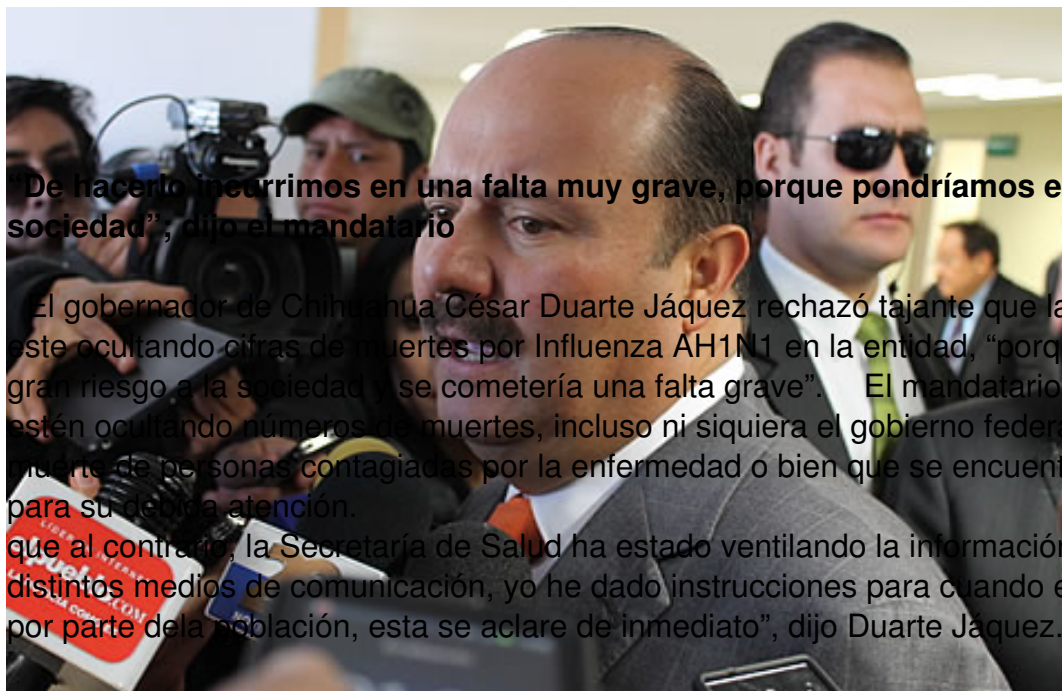 “De hacerlo incurrimos en una falta muy grave, porque pondríamos e
sociedad”, dijo el mandatario
El gobernador de Chihuahua César Duarte Jáquez rechazó tajante que la
este ocultando cifras de muertes por Influenza AH1N1 en la entidad, “porq
gran riesgo a la sociedad y se cometería una falta grave”. El mandatario
estén ocultando números de muertes, incluso ni siquiera el gobierno federa
muerte de personas contagiadas por la enfermedad o bien que se encuent
para su debida atención.
que al contrario, la Secretaría de Salud ha estado ventilando la información
distintos medios de comunicación, yo he dado instrucciones para cuando e
por parte dela población, esta se aclare de inmediato”, dijo Duarte Jáquez.